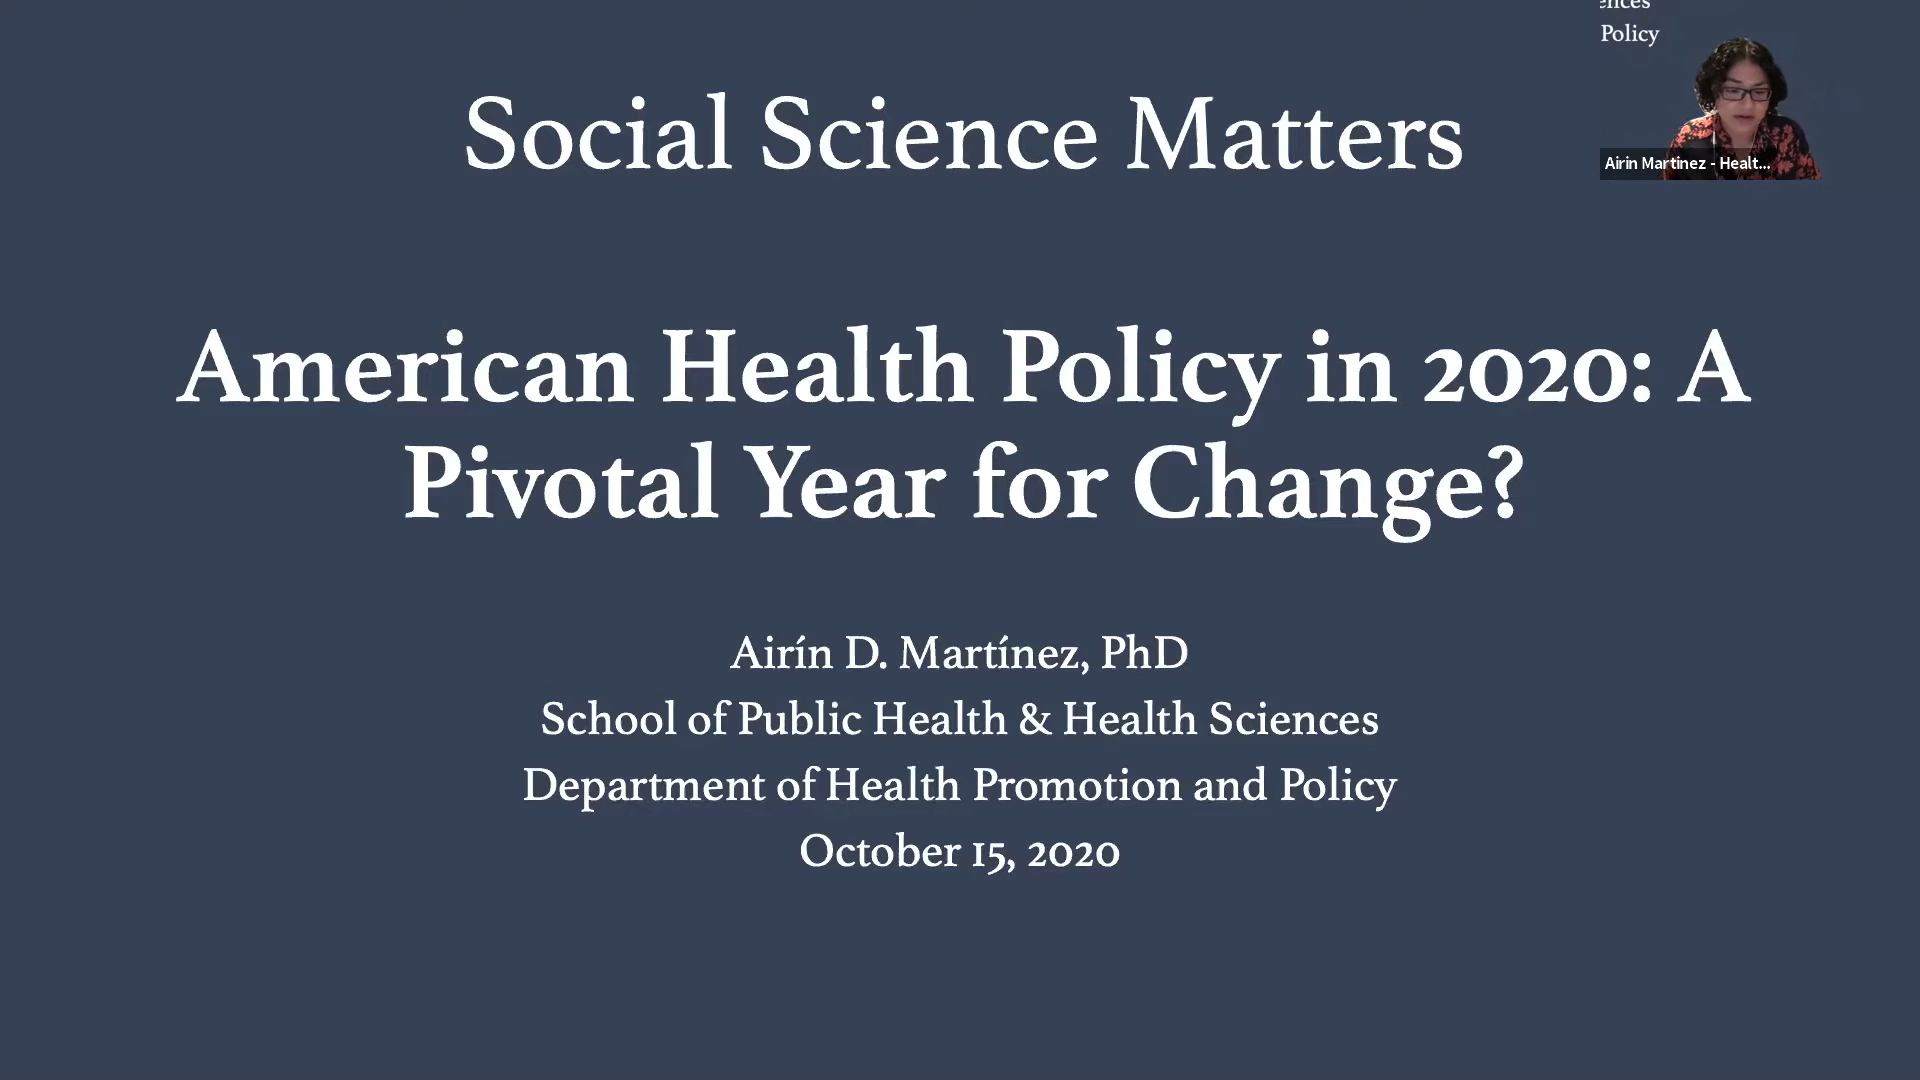 Social Science Matters
American Health Policy in 2020: A
Pivotal Year for Change?
Airín D. Martínez, PhD
School of Public Health & Health Sciences
Department of Health Promotion and Policy
October 15, 2020
ences
Policy
Airin Martinez - Healt...